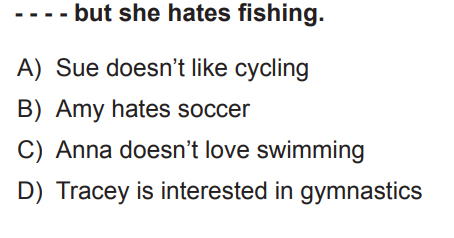 ---- but she hates fishing.
A) Sue doesn't like cycling
B) Amy hates soccer
C) Anna doesn't love swimming
D) Tracey is interested in gymnastics